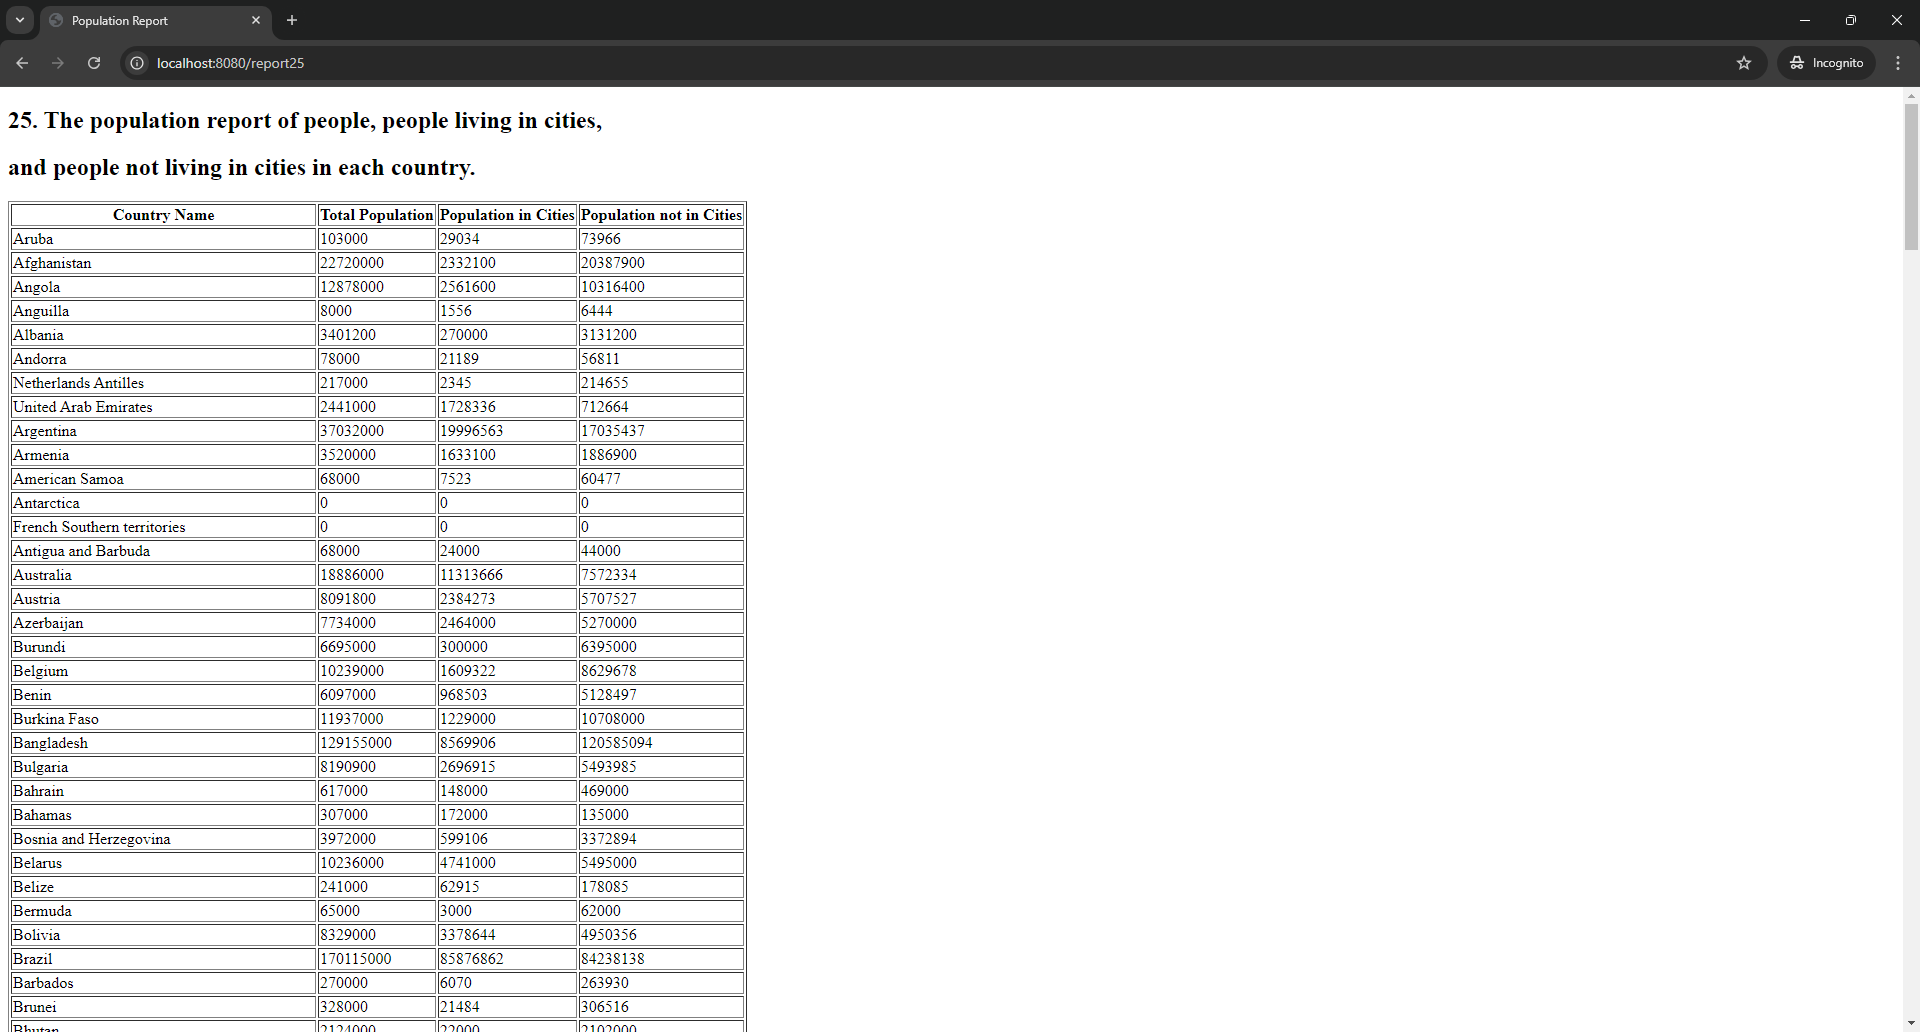 Population Report
localhost:8080/report25
Incognito
25. The population report of people, people living in cities,
and people not living in cities in each country.
Country Name Total Population Population in Cities Population not in Cities
Aruba 103000 29034 73966
Afghanistan 22720000 2332100 20387900
Angola 12878000 2561600 10316400
Anguilla 8000 1556 6444
Albania 3401200 270000 3131200
Andorra 78000 21189 56811
Netherlands Antilles 217000 2345 214655
United Arab Emirates 2441000 1728336 712664
Argentina 37032000 19996563 17035437
Armenia 3520000 1633100 1886900
American Samoa 68000 7523 60477
Antarctica 0 0 0
French Southern territories 0 0 0
Antigua and Barbuda 68000 24000 44000
Australia 18886000 11313666 7572334
Austria 8091800 2384273 5707527
Azerbaijan 7734000 2464000 5270000
Burundi 6695000 300000 6395000
Belgium 10239000 1609322 8629678
Benin 6097000 968503 5128497
Burkina Faso 11937000 1229000 10708000
Bangladesh 129155000 8569906 120585094
Bulgaria 8190900 2696915 5493985
Bahrain 617000 148000 469000
Bahamas 307000 172000 135000
Bosnia and Herzegovina 3972000 599106 3372894
Belarus 10236000 4741000 5495000
Belize 241000 62915 178085
Bermuda 65000 3000 62000
Bolivia 8329000 3378644 4950356
Brazil 170115000 85876862 84238138
Barbados 270000 6070 263930
Brunei 328000 21484 306516
Bhutan 2124000 22000 2102000